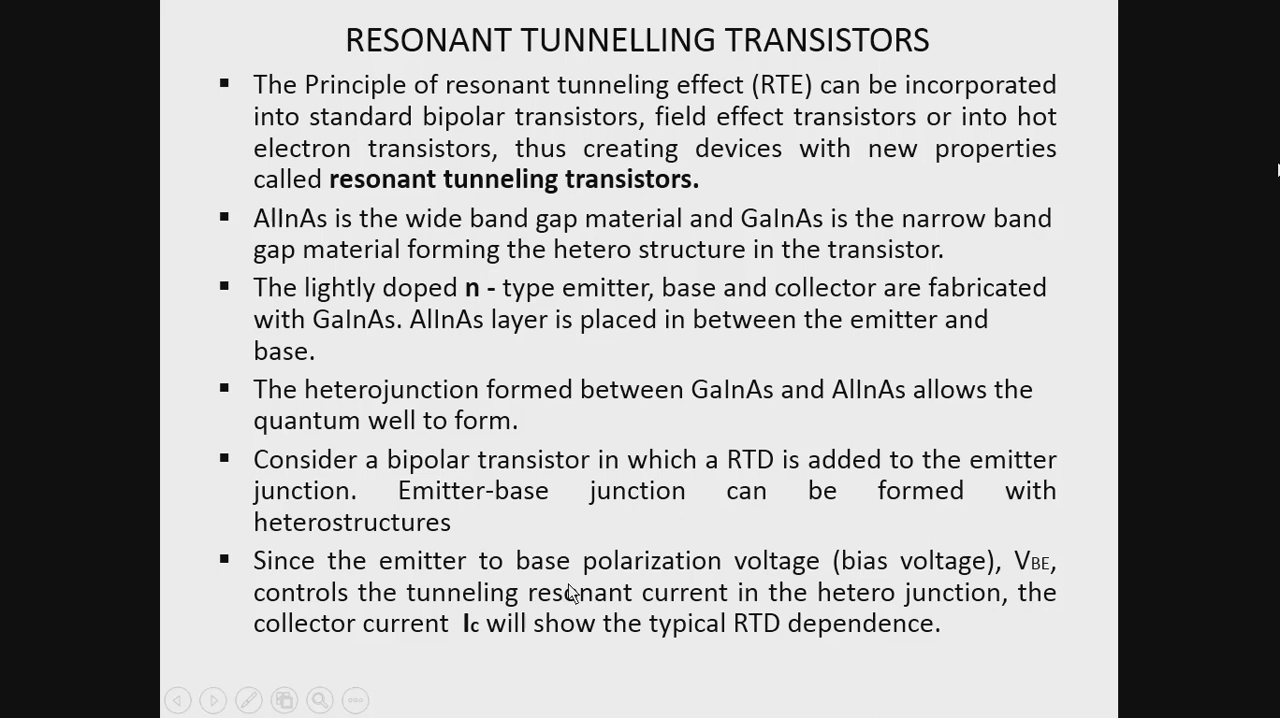 RESONANT TUNNELLING TRANSISTORS
▪ The Principle of resonant tunneling effect (RTE) can be incorporated
into standard bipolar transistors, field effect transistors or into hot
electron transistors, thus creating devices with new properties
called resonant tunneling transistors.
▪ AlInAs is the wide band gap material and GaInAs is the narrow band
gap material forming the hetero structure in the transistor.
▪ The lightly doped n - type emitter, base and collector are fabricated
with GaInAs. AlInAs layer is placed in between the emitter and
base.
▪ The heterojunction formed between GaInAs and AlInAs allows the
quantum well to form.
▪ Consider a bipolar transistor in which a RTD is added to the emitter
junction. Emitter-base junction can be formed with
heterostructures
▪ Since the emitter to base polarization voltage (bias voltage), VBE,
controls the tunneling resonant current in the hetero junction, the
collector current Ic will show the typical RTD dependence.